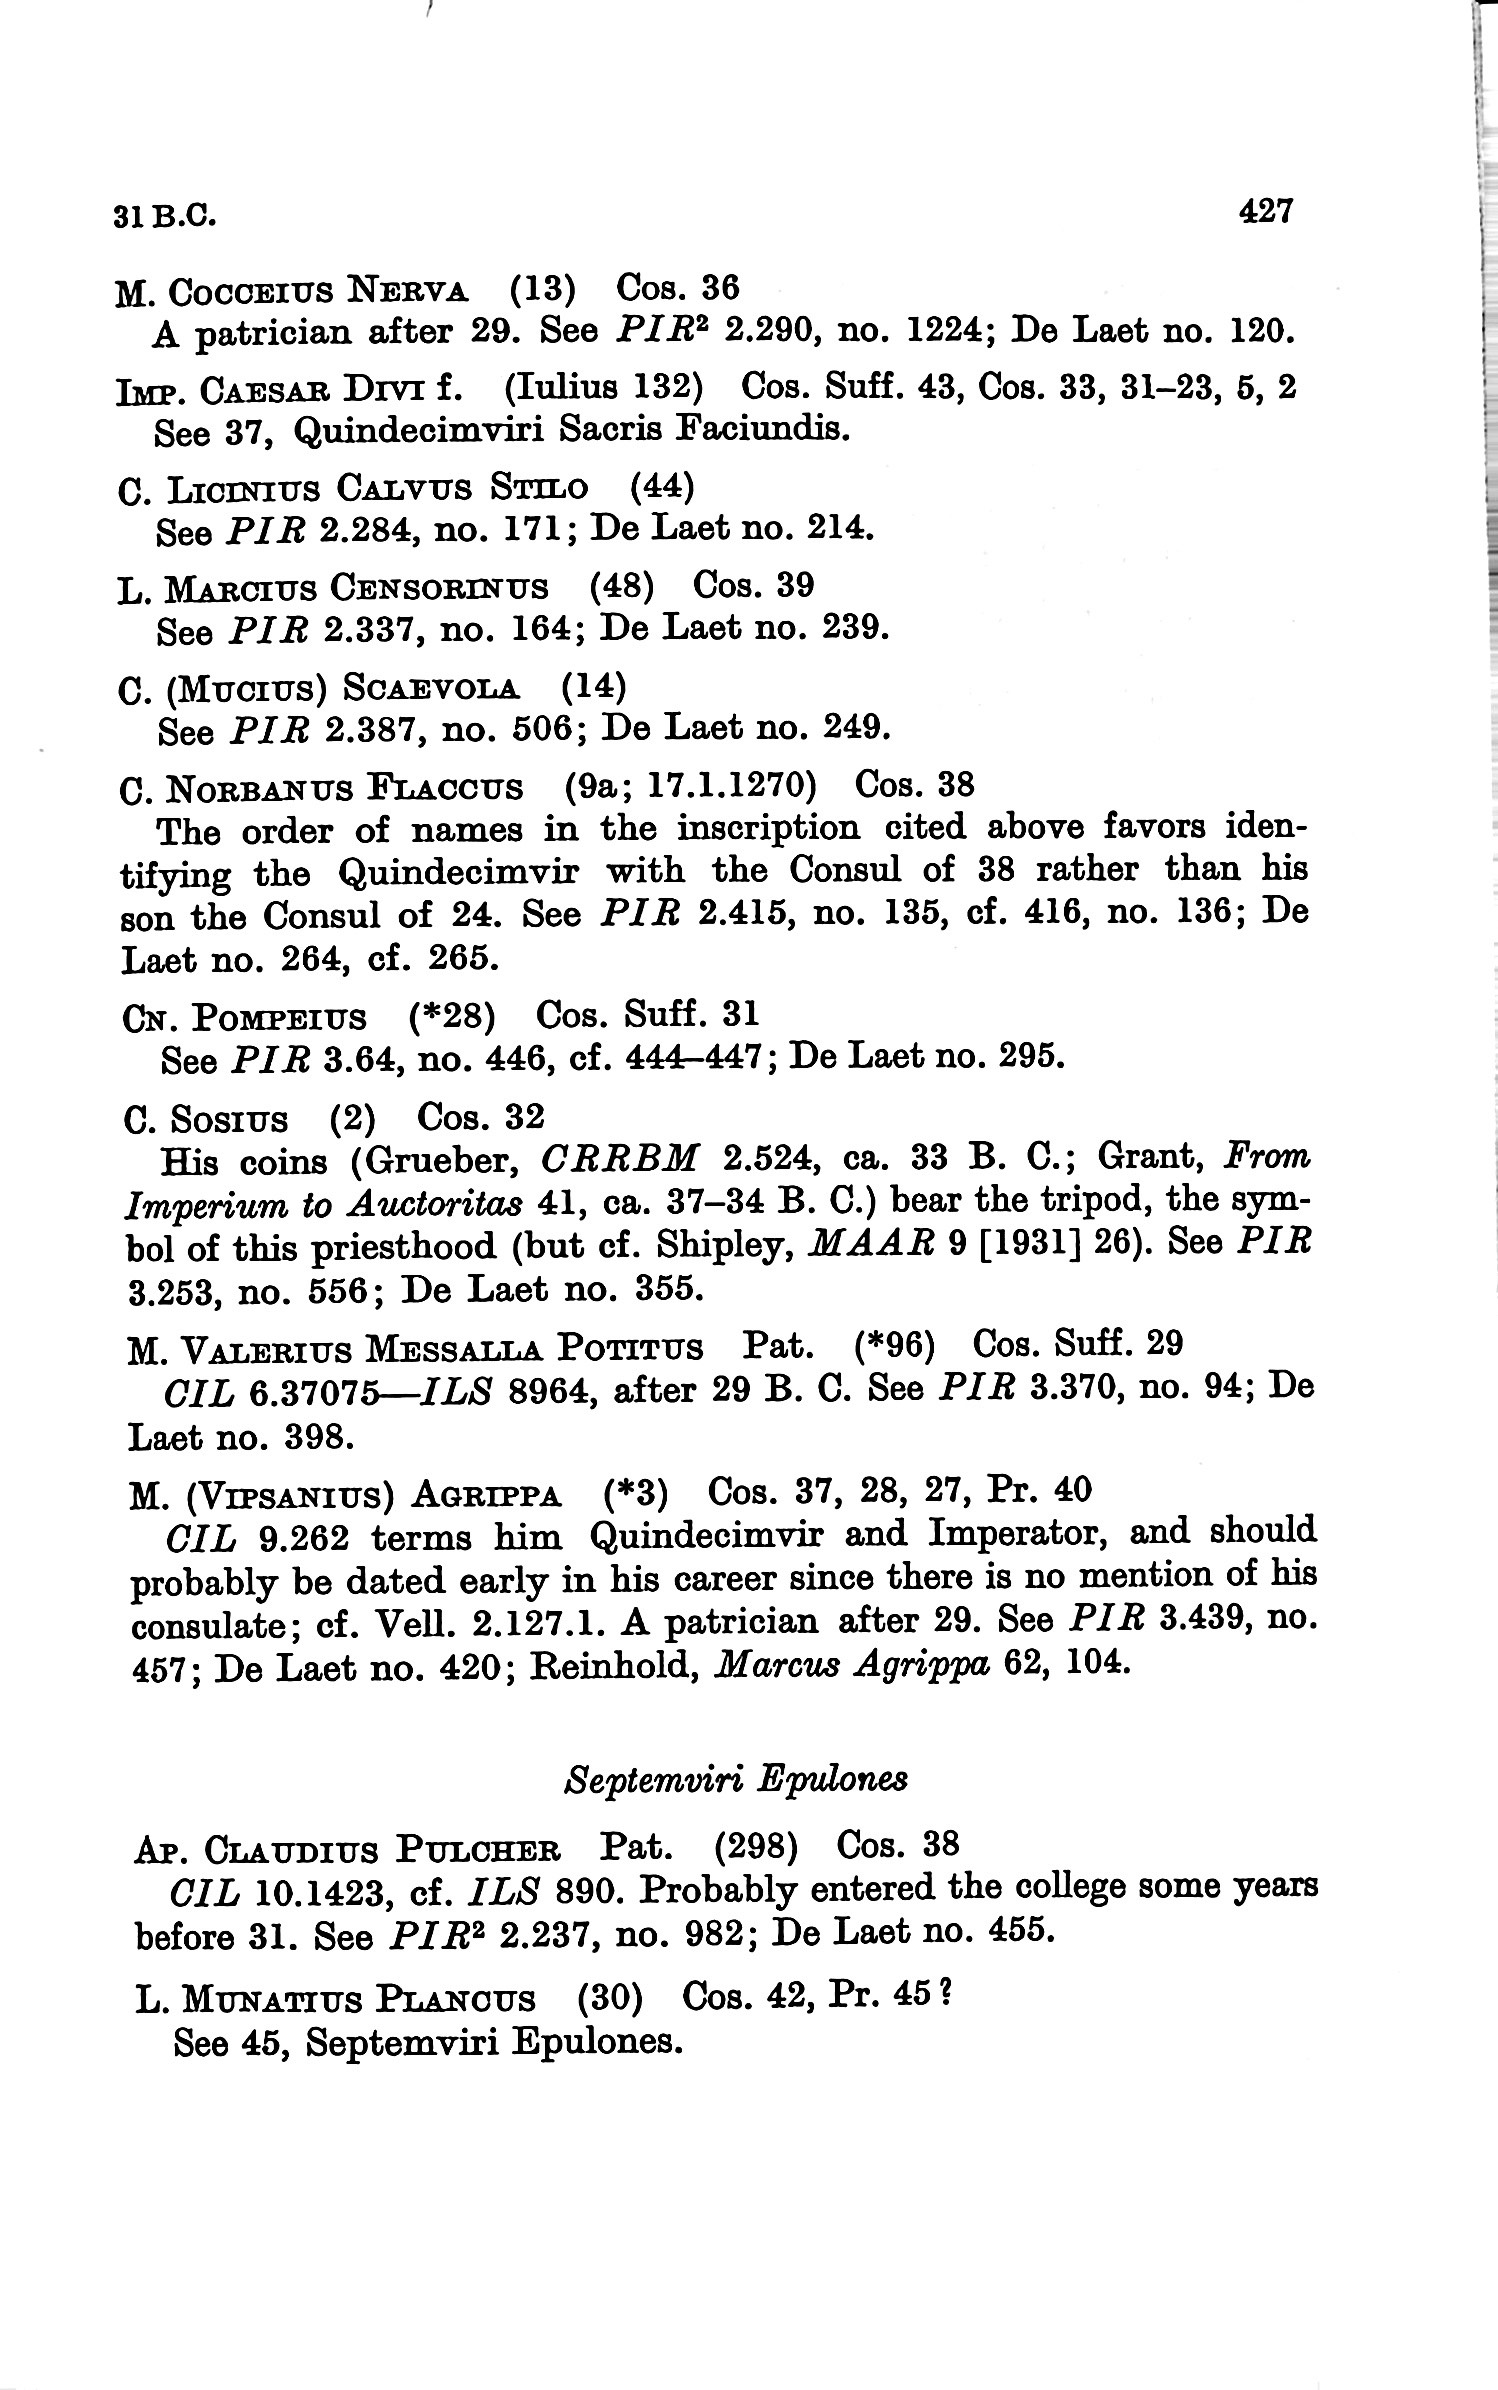 31 B.C. 427
M. COCCEIUS NERVA (13) Cos. 36
A patrician after 29. See PIR² 2.290, no. 1224; De Laet no. 120.
IMP. CAESAR DIVI f. (Iulius 132) Cos. Suff. 43, Cos. 33, 31–23, 5, 2
See 37, Quindecimviri Sacris Faciundis.
C. LICINIUS CALVUS STILO (44)
See PIR 2.284, no. 171; De Laet no. 214.
L. MARCIUS CENSORINUS (48) Cos. 39
See PIR 2.337, no. 164; De Laet no. 239.
C. (MUCIUS) SCAEVOLA (14)
See PIR 2.387, no. 506; De Laet no. 249.
C. NORBANUS FLACCUS (9a; 17.1.1270) Cos. 38
The order of names in the inscription cited above favors iden-
tifying the Quindecimvir with the Consul of 38 rather than his
son the Consul of 24. See PIR 2.415, no. 135, cf. 416, no. 136; De
Laet no. 264, cf. 265.
CN. POMPEIUS (*28) Cos. Suff. 31
See PIR 3.64, no. 446, cf. 444–447; De Laet no. 295.
C. SOSIUS (2) Cos. 32
His coins (Grueber, CRRBM 2.524, ca. 33 B. C.; Grant, From
Imperium to Auctoritas 41, ca. 37–34 B. C.) bear the tripod, the sym-
bol of this priesthood (but cf. Shipley, MAAR 9 [1931] 26). See PIR
3.253, no. 556; De Laet no. 355.
M. VALERIUS MESSALLA POTITUS Pat. (*96) Cos. Suff. 29
CIL 6.37075—ILS 8964, after 29 B. C. See PIR 3.370, no. 94; De
Laet no. 398.
M. (VIPSANIUS) AGRIPPA (*3) Cos. 37, 28, 27, Pr. 40
CIL 9.262 terms him Quindecimvir and Imperator, and should
probably be dated early in his career since there is no mention of his
consulate; cf. Vell. 2.127.1. A patrician after 29. See PIR 3.439, no.
457; De Laet no. 420; Reinhold, Marcus Agrippa 62, 104.
Septemviri Epulones
AP. CLAUDIUS PULCHER Pat. (298) Cos. 38
CIL 10.1423, cf. ILS 890. Probably entered the college some years
before 31. See PIR² 2.237, no. 982; De Laet no. 455.
L. MUNATIUS PLANCUS (30) Cos. 42, Pr. 45?
See 45, Septemviri Epulones.